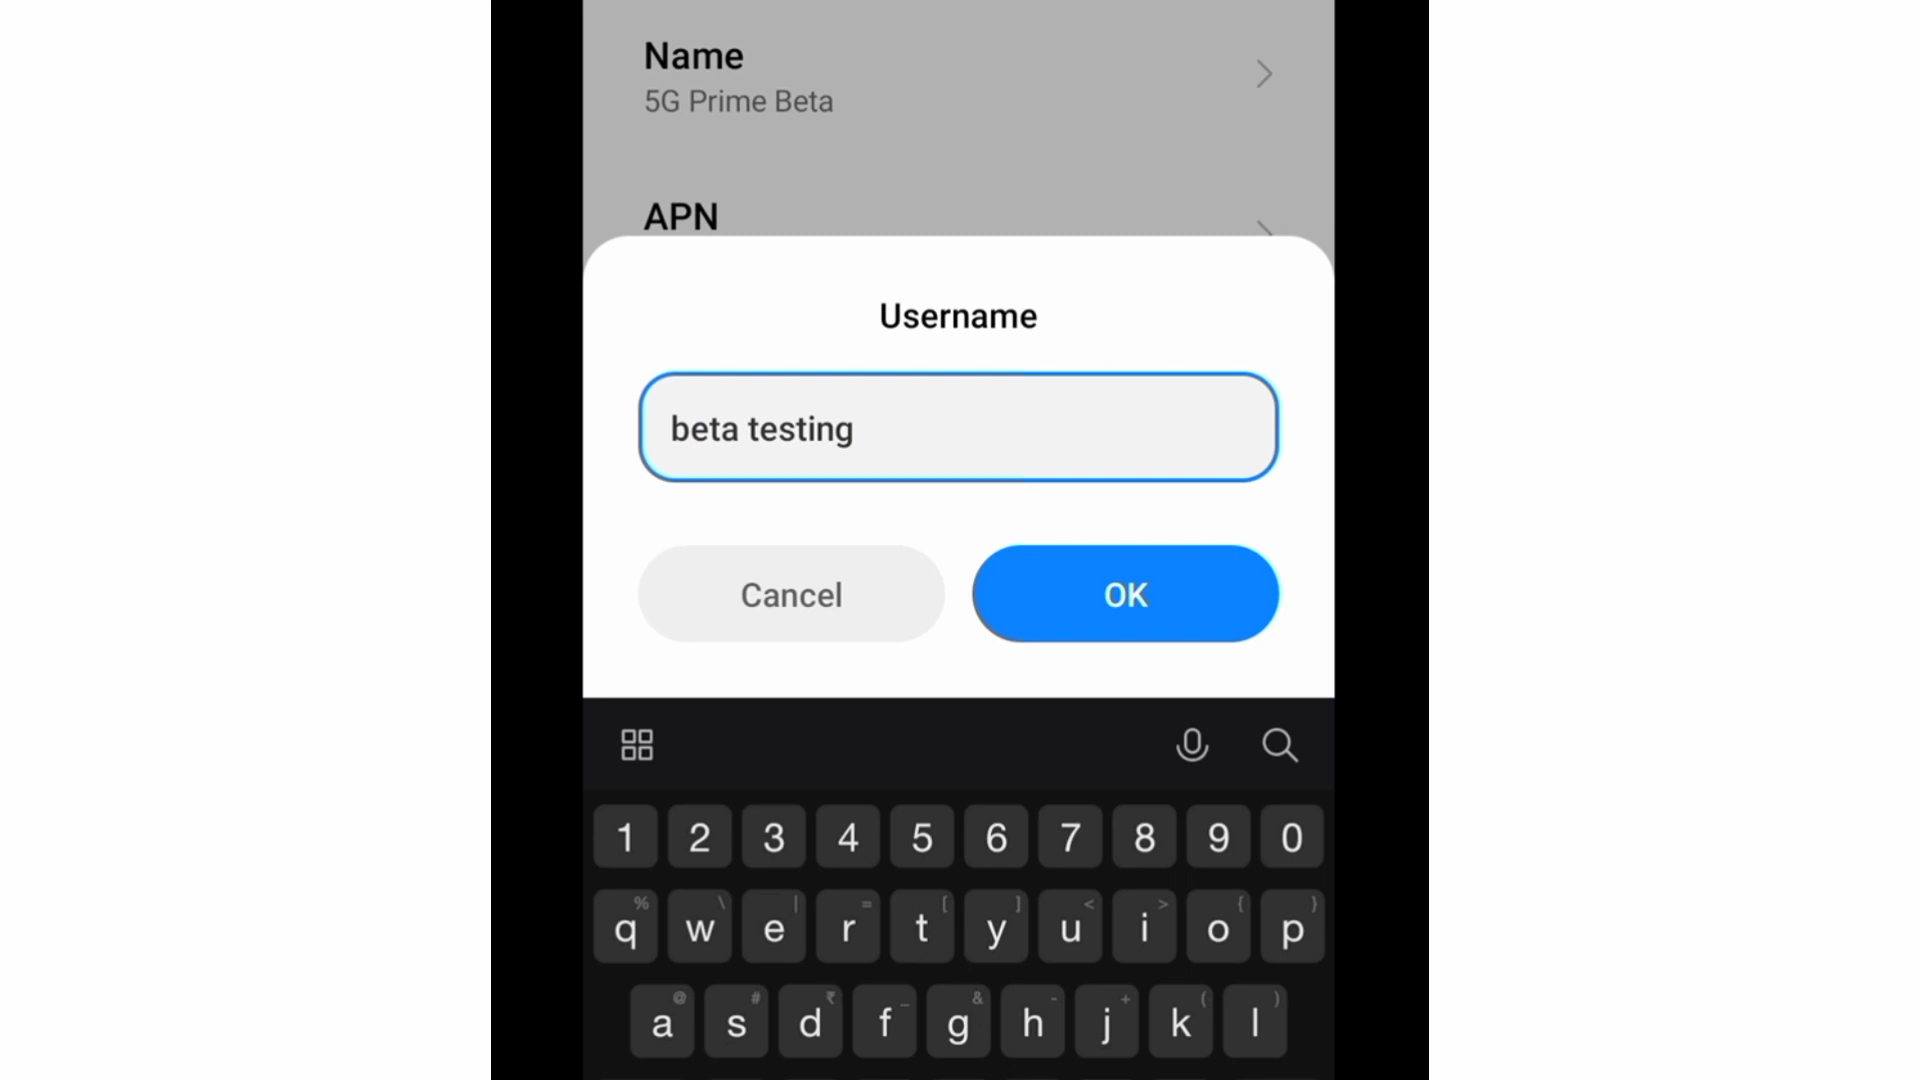 Name
5G Prime Beta
APN
Username
beta testing
Cancel
OK
1 2 3 4 5 6 7 8 9 0
% \ | = [ ] < > { }
q w e r t y u i o p
@ # ₹ _ & - + ( )
a s d f g h j k l